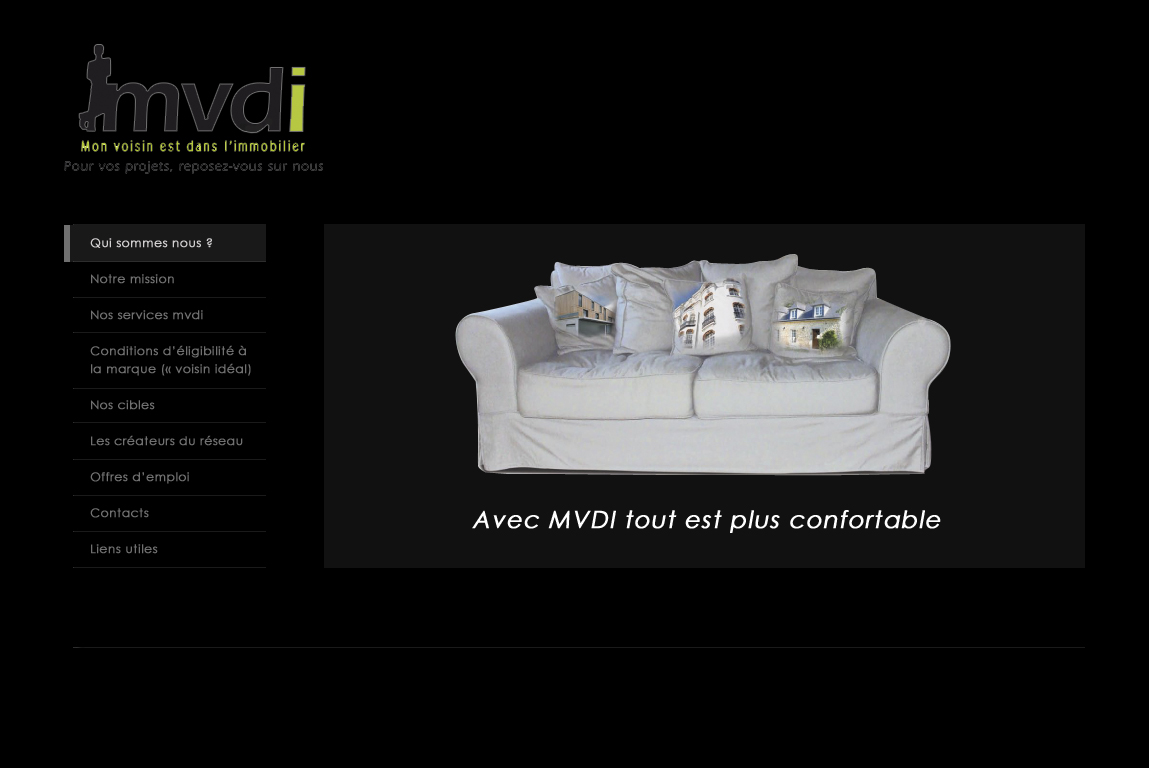 mvdi
Mon voisin est dans l'immobilier
Pour vos projets, reposez-vous sur nous
Qui sommes nous ?
Notre mission
Nos services mvdi
Conditions d'éligibilité à
la marque (« voisin idéal)
Nos cibles
Les créateurs du réseau
Offres d'emploi
Contacts
Liens utiles
Avec MVDI tout est plus confortable